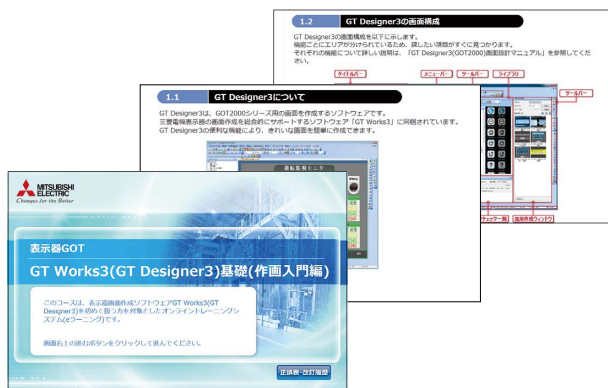 1.2 GT Designer3の画面構成
GT Designer3の画面構成を以下に示します。
機能ごとにエリアが分けられているため、探したい項目がすぐに見つかります。
それぞれの機能について詳しい説明は、「GT Designer3(GOT2000)画面設計マニュアル」を参照してくだ
さい。
タイトルバー
メニューバー
ツールバー
ライブラリ
ツールバー
1.1 GT Designer3について
GT Designer3は、GOT2000シリーズ用の画面を作成するソフトウェアです。
三菱電機表示器の画面作成を総合的にサポートするソフトウェア「GT Works3」に同梱されています。
GT Designer3の便利な機能により、きれいな画面を簡単に作成できます。
運転監視モニタ
MITSUBISHI
ELECTRIC
Changes for the Better
表示器GOT
GT Works3(GT Designer3)基礎(作画入門編)
このコースは、表示器画面作成ソフトウェアGT Works3(GT
Designer3)を初めて扱う方を対象としたオンライントレーニングシ
ステム(eラーニング)です。
画面右上の進むボタンをクリックして進んでください。
正誤表・改訂履歴